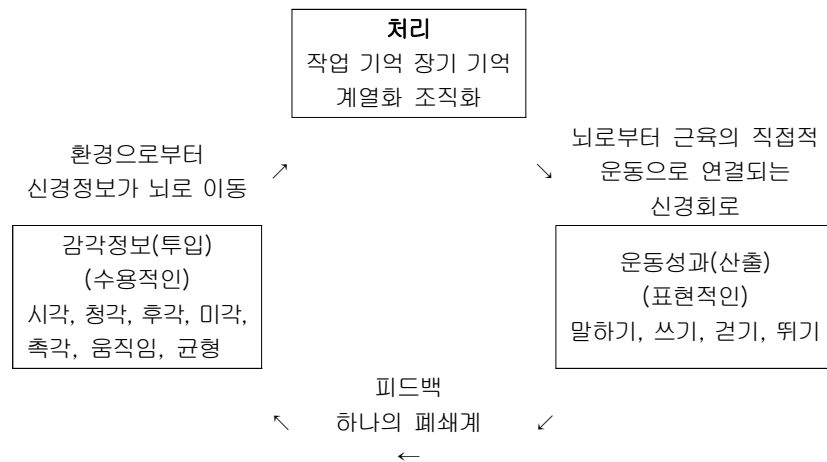 처리
작업 기억 장기 기억
계열화 조직화
환경으로부터
신경정보가 뇌로 이동
↗
↘
뇌로부터 근육의 직접적
운동으로 연결되는
신경회로
감각정보(투입)
(수용적인)
시각, 청각, 후각, 미각,
촉각, 움직임, 균형
운동성과(산출)
(표현적인)
말하기, 쓰기, 걷기, 뛰기
피드백
↖ 하나의 폐쇄계 ↙
←